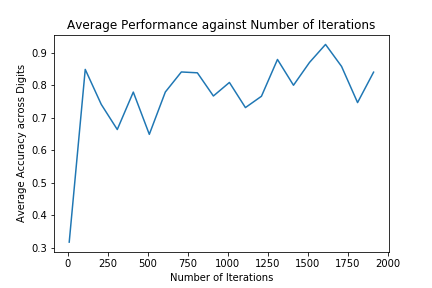 Average Performance against Number of Iterations
Average Accuracy across Digits
0.9
0.8
0.7
0.6
0.5
0.4
0.3
0 250 500 750 1000 1250 1500 1750 2000
Number of Iterations